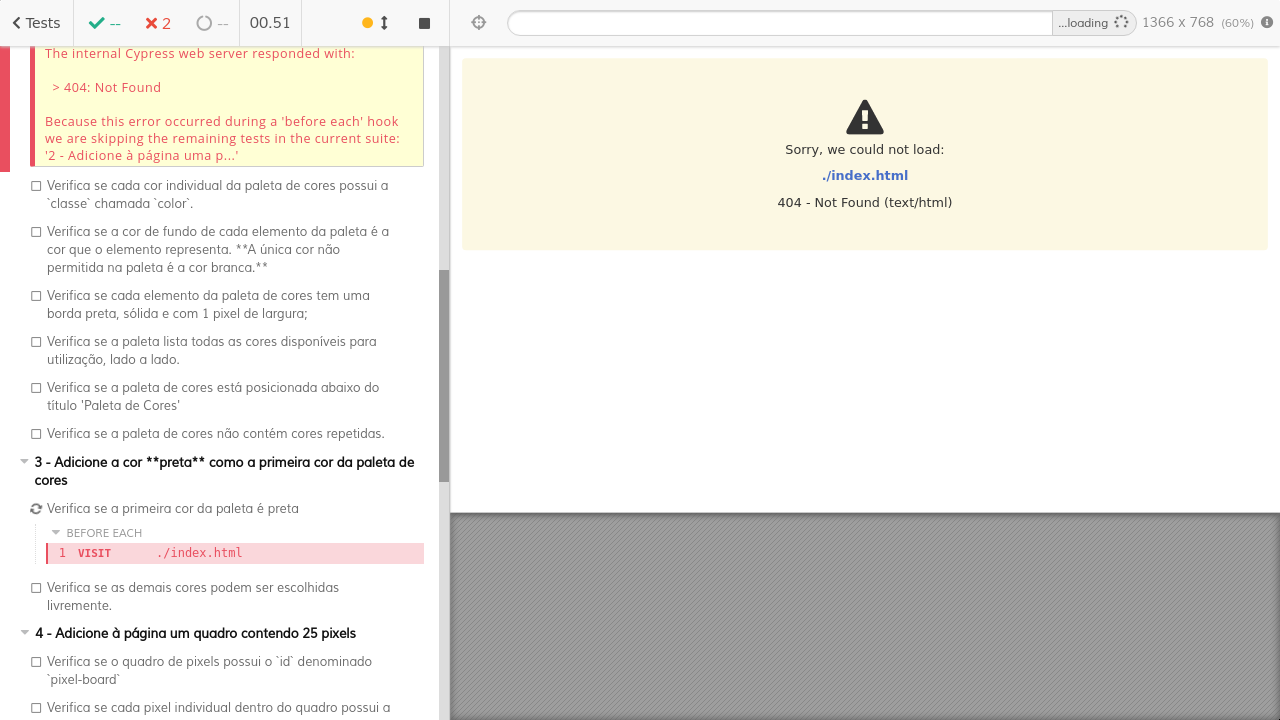 Tests
--
2
--
00.51
...loading
1366 x 768 (60%)
The internal Cypress web server responded with:
> 404: Not Found
Because this error occurred during a 'before each' hook
we are skipping the remaining tests in the current suite:
'2 - Adicione à página uma p...'
Verifica se cada cor individual da paleta de cores possui a
`classe` chamada `color`.
Verifica se a cor de fundo de cada elemento da paleta é a
cor que o elemento representa. **A única cor não
permitida na paleta é a cor branca.**
Verifica se cada elemento da paleta de cores tem uma
borda preta, sólida e com 1 pixel de largura;
Verifica se a paleta lista todas as cores disponíveis para
utilização, lado a lado.
Verifica se a paleta de cores está posicionada abaixo do
título 'Paleta de Cores'
Verifica se a paleta de cores não contém cores repetidas.
3 - Adicione a cor **preta** como a primeira cor da paleta de
cores
Verifica se a primeira cor da paleta é preta
BEFORE EACH
1 VISIT ./index.html
Verifica se as demais cores podem ser escolhidas
livremente.
4 - Adicione à página um quadro contendo 25 pixels
Verifica se o quadro de pixels possui o `id` denominado
`pixel-board`
Verifica se cada pixel individual dentro do quadro possui a
Sorry, we could not load:
./index.html
404 - Not Found (text/html)